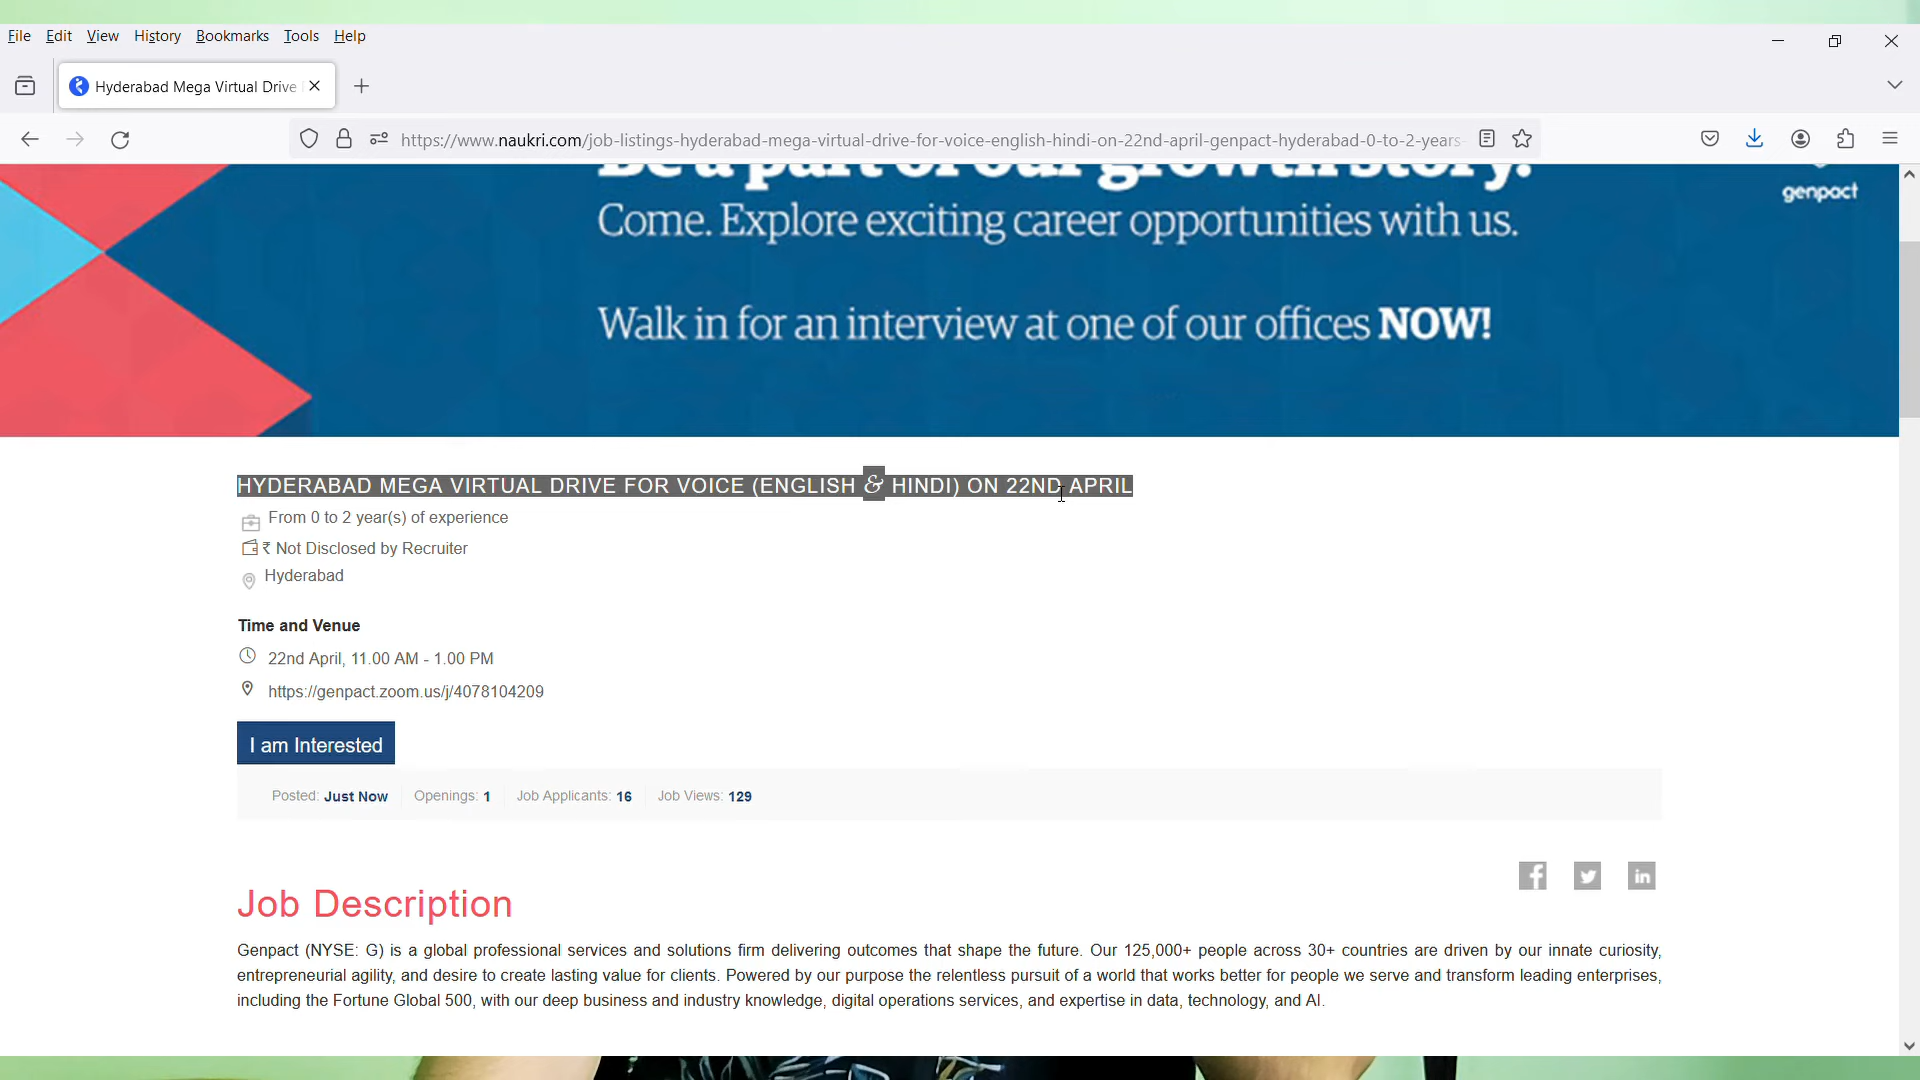 File Edit View History Bookmarks Tools Help
Hyderabad Mega Virtual Drive
https://www.naukri.com/job-listings-hyderabad-mega-virtual-drive-for-voice-english-hindi-on-22nd-april-genpact-hyderabad-0-to-2-years-
Be a part of our growth story.
genpact
Come. Explore exciting career opportunities with us.
Walk in for an interview at one of our offices NOW!
HYDERABAD MEGA VIRTUAL DRIVE FOR VOICE (ENGLISH & HINDI) ON 22ND APRIL
From 0 to 2 year(s) of experience
₹ Not Disclosed by Recruiter
Hyderabad
Time and Venue
22nd April, 11.00 AM - 1.00 PM
https://genpact.zoom.us/j/4078104209
I am Interested
Posted: Just Now Openings: 1 Job Applicants: 16 Job Views: 129
Job Description
Genpact (NYSE: G) is a global professional services and solutions firm delivering outcomes that shape the future. Our 125,000+ people across 30+ countries are driven by our innate curiosity,
entrepreneurial agility, and desire to create lasting value for clients. Powered by our purpose the relentless pursuit of a world that works better for people we serve and transform leading enterprises,
including the Fortune Global 500, with our deep business and industry knowledge, digital operations services, and expertise in data, technology, and AI.